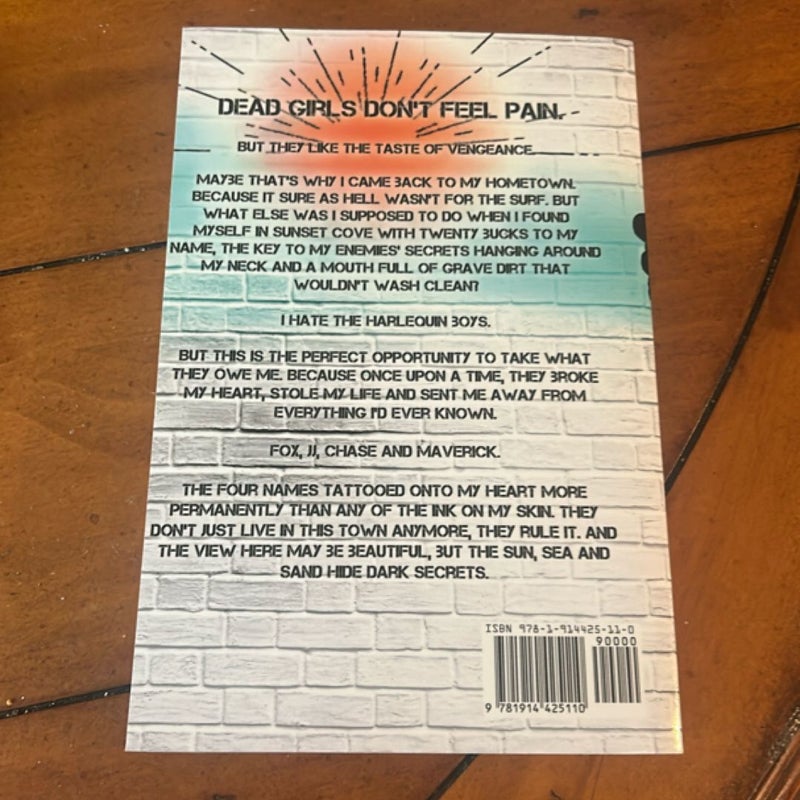 DEAD GIRLS DON'T FEEL PAIN.
BUT THEY LIKE THE TASTE OF VENGEANCE.
MAYBE THAT'S WHY I CAME BACK TO MY HOMETOWN.
BECAUSE IT SURE AS HELL WASN'T FOR THE SURF. BUT
WHAT ELSE WAS I SUPPOSED TO DO WHEN I FOUND
MYSELF IN SUNSET COVE WITH TWENTY BUCKS TO MY
NAME, THE KEY TO MY ENEMIES' SECRETS HANGING AROUND
MY NECK AND A MOUTH FULL OF GRAVE DIRT THAT
WOULDN'T WASH CLEAN?
I HATE THE HARLEQUIN BOYS.
BUT THIS IS THE PERFECT OPPORTUNITY TO TAKE WHAT
THEY OWE ME. BECAUSE ONCE UPON A TIME, THEY BROKE
MY HEART, STOLE MY LIFE AND SENT ME AWAY FROM
EVERYTHING I'D EVER KNOWN.
FOX, JJ, CHASE AND MAVERICK.
THE FOUR NAMES TATTOOED ONTO MY HEART MORE
PERMANENTLY THAN ANY OF THE INK ON MY SKIN. THEY
DON'T JUST LIVE IN THIS TOWN ANYMORE, THEY RULE IT. AND
THE VIEW HERE MAY BE BEAUTIFUL, BUT THE SUN, SEA AND
SAND HIDE DARK SECRETS.
ISBN 978-1-914425-11-0
90000
9 781914 425110